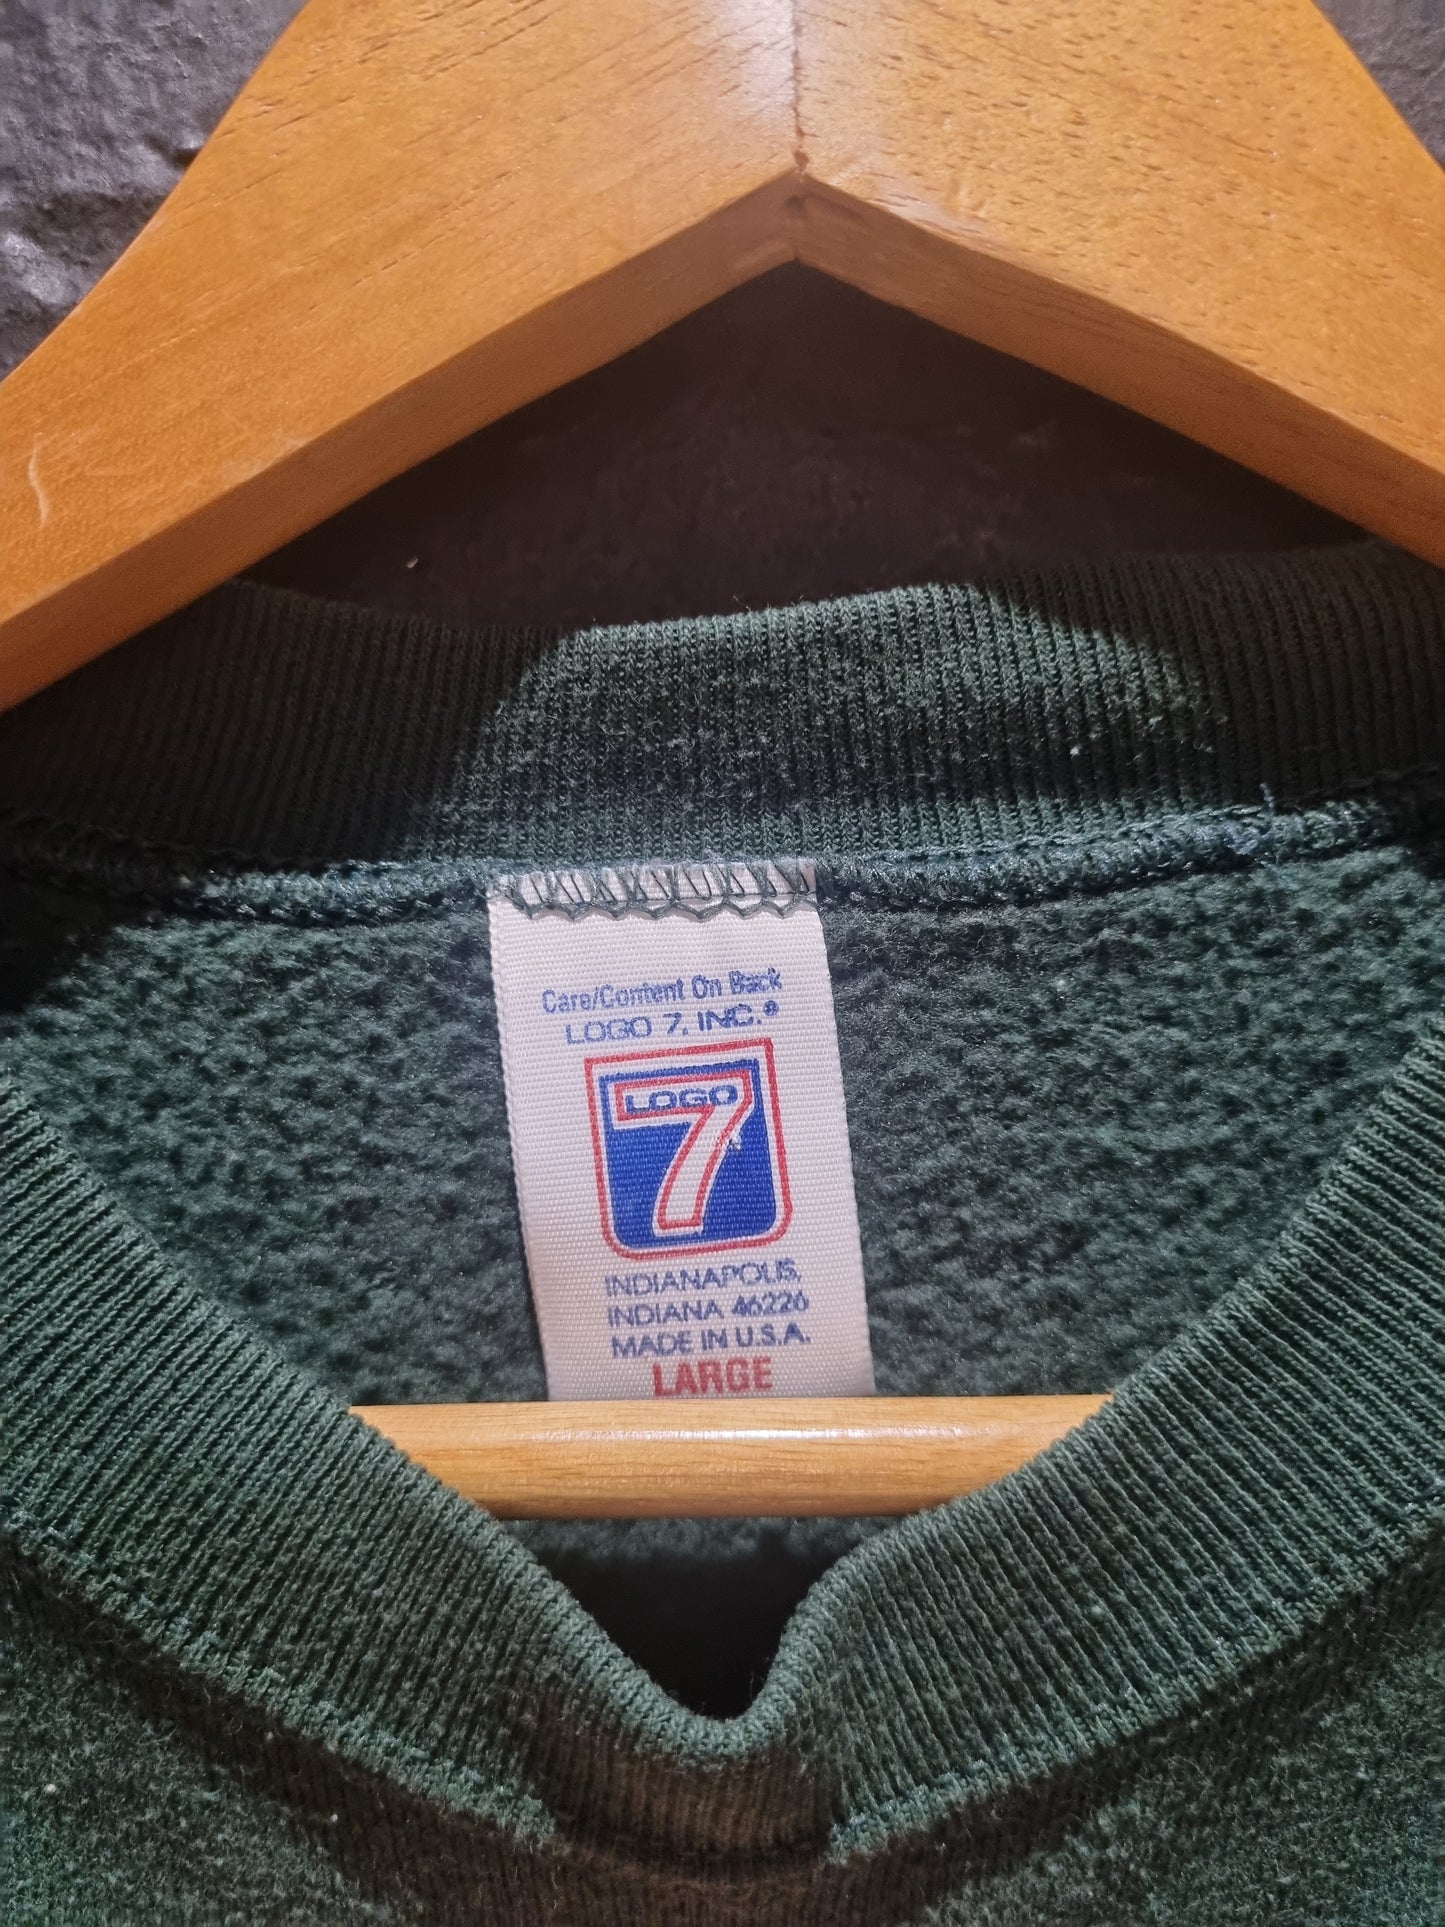 Care/Content On Back
LOGO 7, INC.®
LOGO
7
INDIANAPOLIS,
INDIANA 46226
MADE IN U.S.A.
LARGE